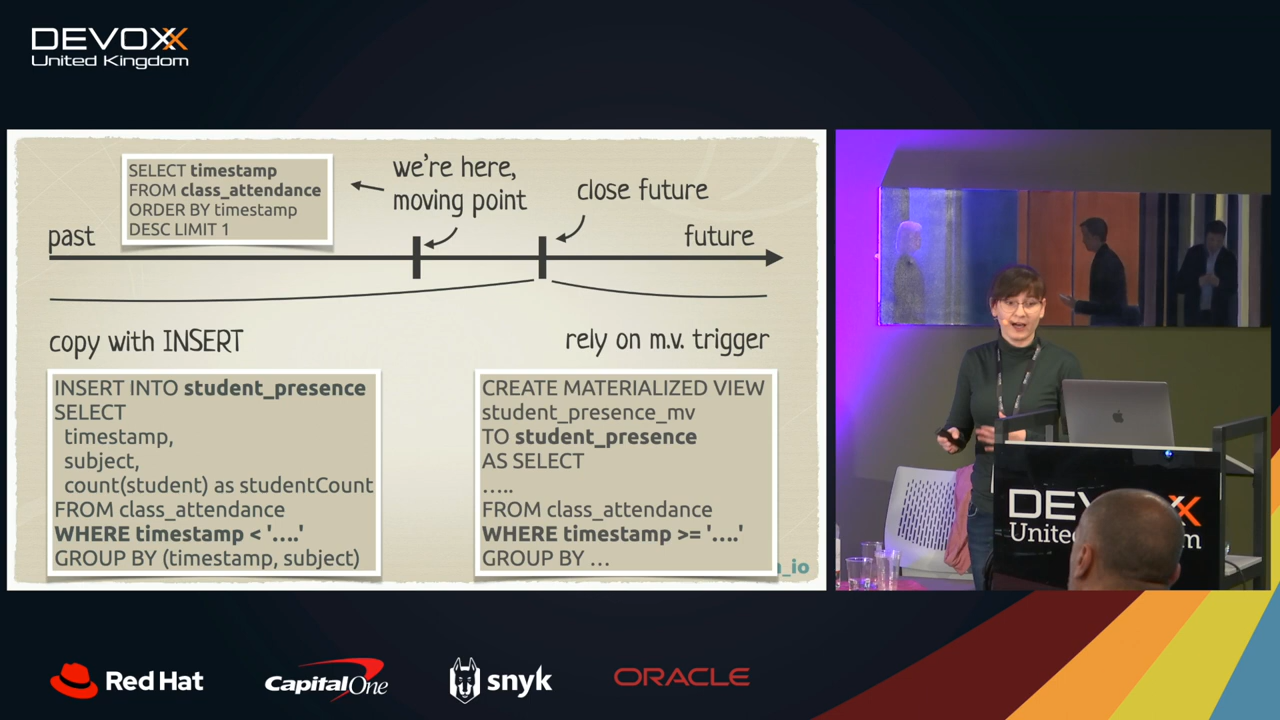 DEVOXX
United Kingdom
SELECT timestamp
FROM class_attendance
ORDER BY timestamp
DESC LIMIT 1
we're here,
moving point
close future
past
future
copy with INSERT
rely on m.v. trigger
INSERT INTO student_presence
SELECT
timestamp,
subject,
count(student) as studentCount
FROM class_attendance
WHERE timestamp < '....'
GROUP BY (timestamp, subject)
CREATE MATERIALIZED VIEW
student_presence_mv
TO student_presence
AS SELECT
.....
FROM class_attendance
WHERE timestamp >= '....'
GROUP BY ...
_io
Red Hat
Capital One
snyk
ORACLE